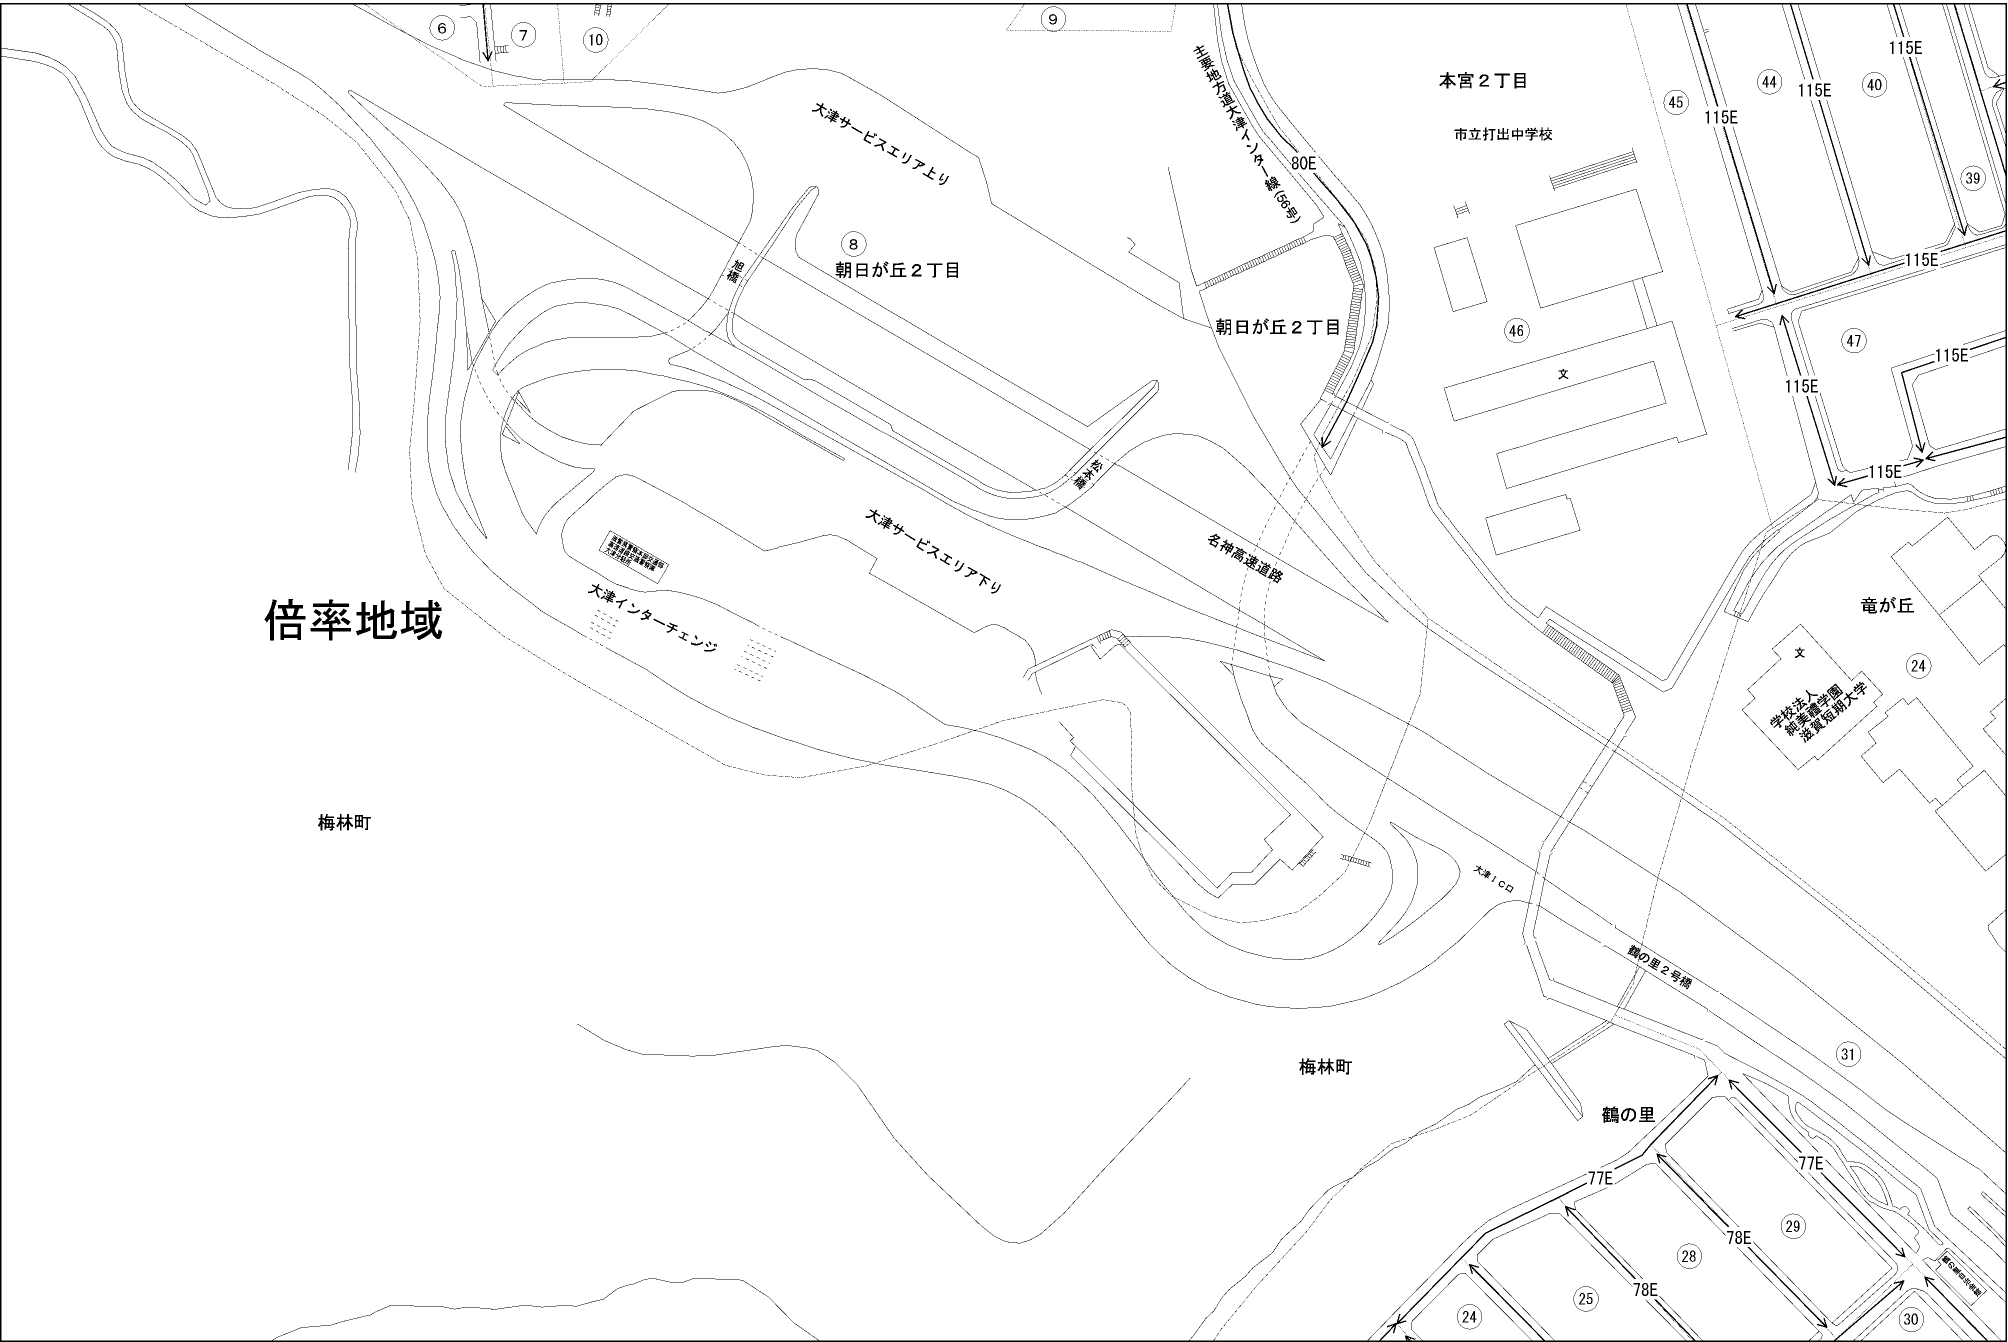 6
7
10
9
主要地方道大津インター線(56号)
80E
本宮２丁目
市立打出中学校
45
44
40
39
115E
115E
115E
115E
大津サービスエリア上り
8
朝日が丘２丁目
旭橋
朝日が丘２丁目
46
文
47
115E
115E
115E
松本橋
大津サービスエリア下り
名神高速道路
大津インターチェンジ
倍率地域
竜が丘
24
文
学校法人
純美禮学園
滋賀短期大学
梅林町
大津ＩＣ口
鶴の里２号橋
31
梅林町
鶴の里
77E
77E
78E
78E
29
28
25
24
30
鶴の里自治会館